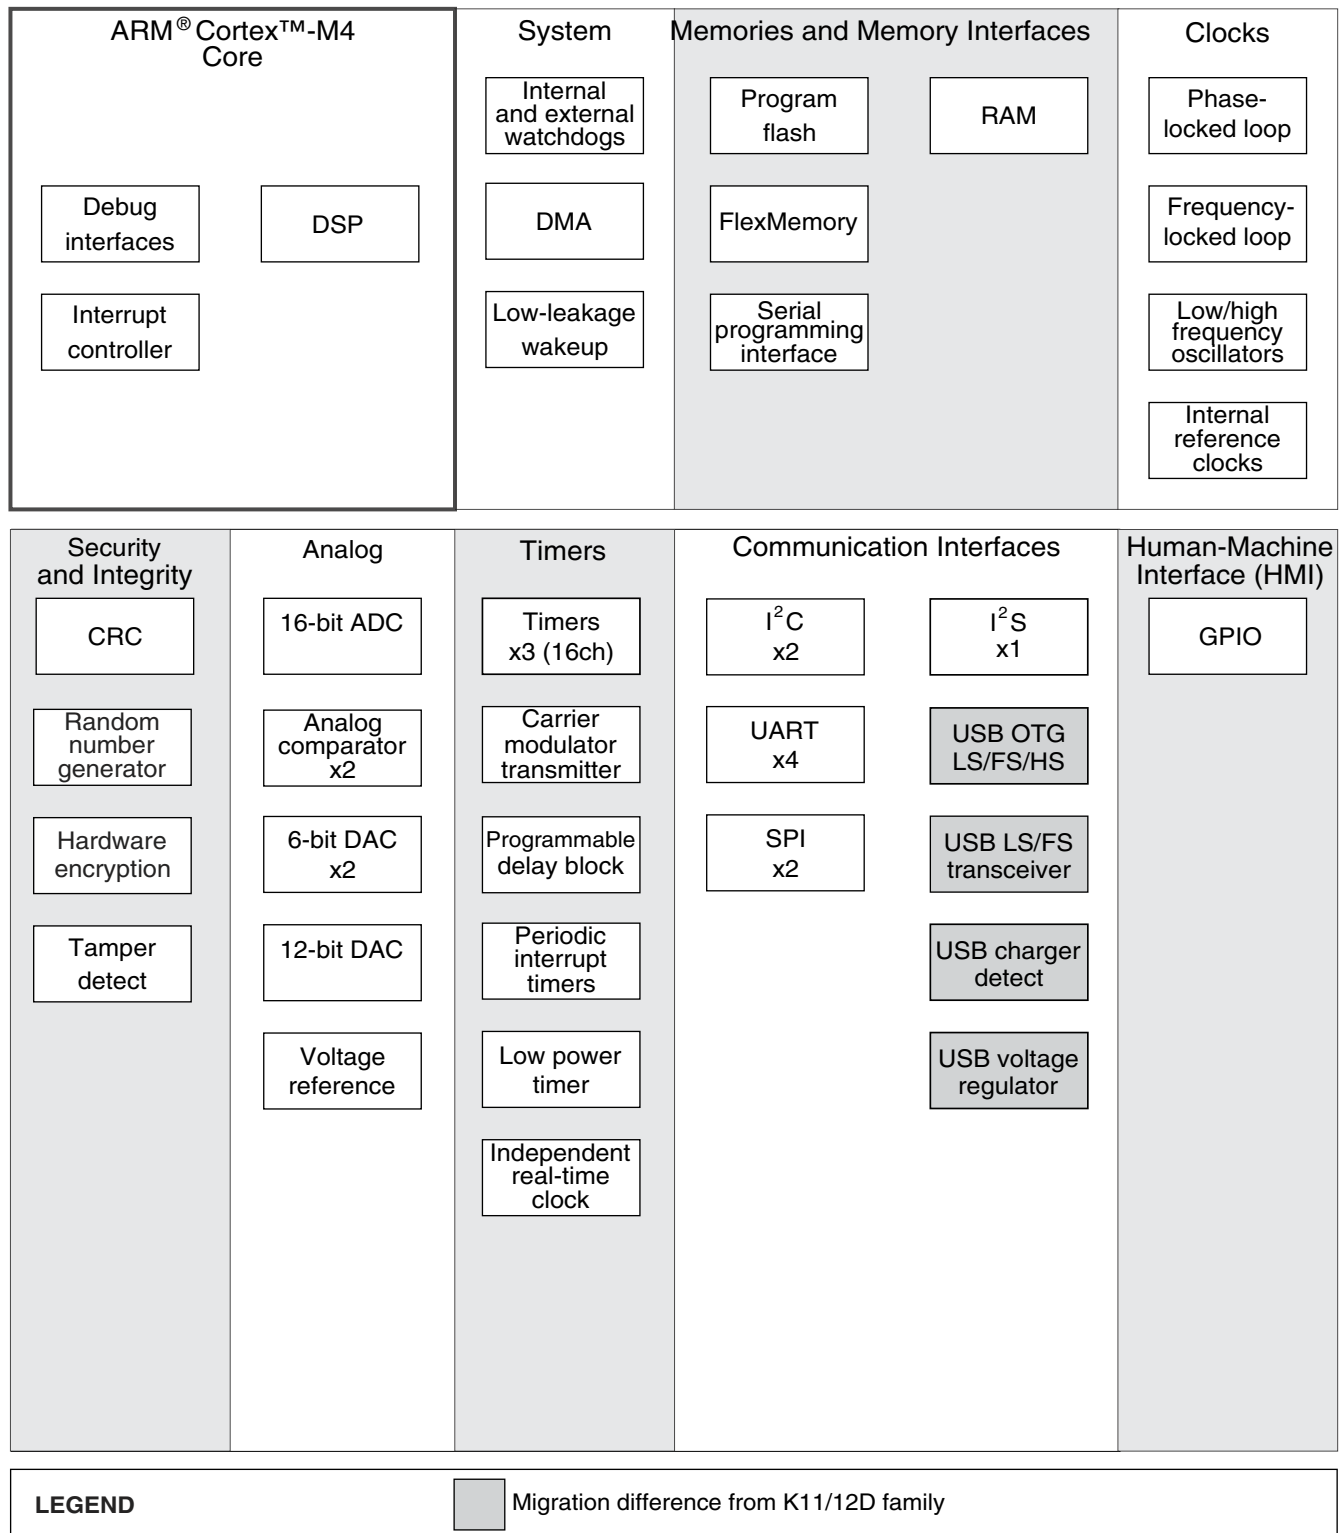 ARM® Cortex™-M4
Core
Debug
interfaces
DSP
Interrupt
controller
System
Internal
and external
watchdogs
DMA
Low-leakage
wakeup
Memories and Memory Interfaces
Program
flash
RAM
FlexMemory
Serial
programming
interface
Clocks
Phase-
locked loop
Frequency-
locked loop
Low/high
frequency
oscillators
Internal
reference
clocks
Security
and Integrity
CRC
Random
number
generator
Hardware
encryption
Tamper
detect
Analog
16-bit ADC
Analog
comparator
x2
6-bit DAC
x2
12-bit DAC
Voltage
reference
Timers
Timers
x3 (16ch)
Carrier
modulator
transmitter
Programmable
delay block
Periodic
interrupt
timers
Low power
timer
Independent
real-time
clock
Communication Interfaces
I²C
x2
I²S
x1
UART
x4
USB OTG
LS/FS/HS
SPI
x2
USB LS/FS
transceiver
USB charger
detect
USB voltage
regulator
Human-Machine
Interface (HMI)
GPIO
LEGEND
Migration difference from K11/12D family